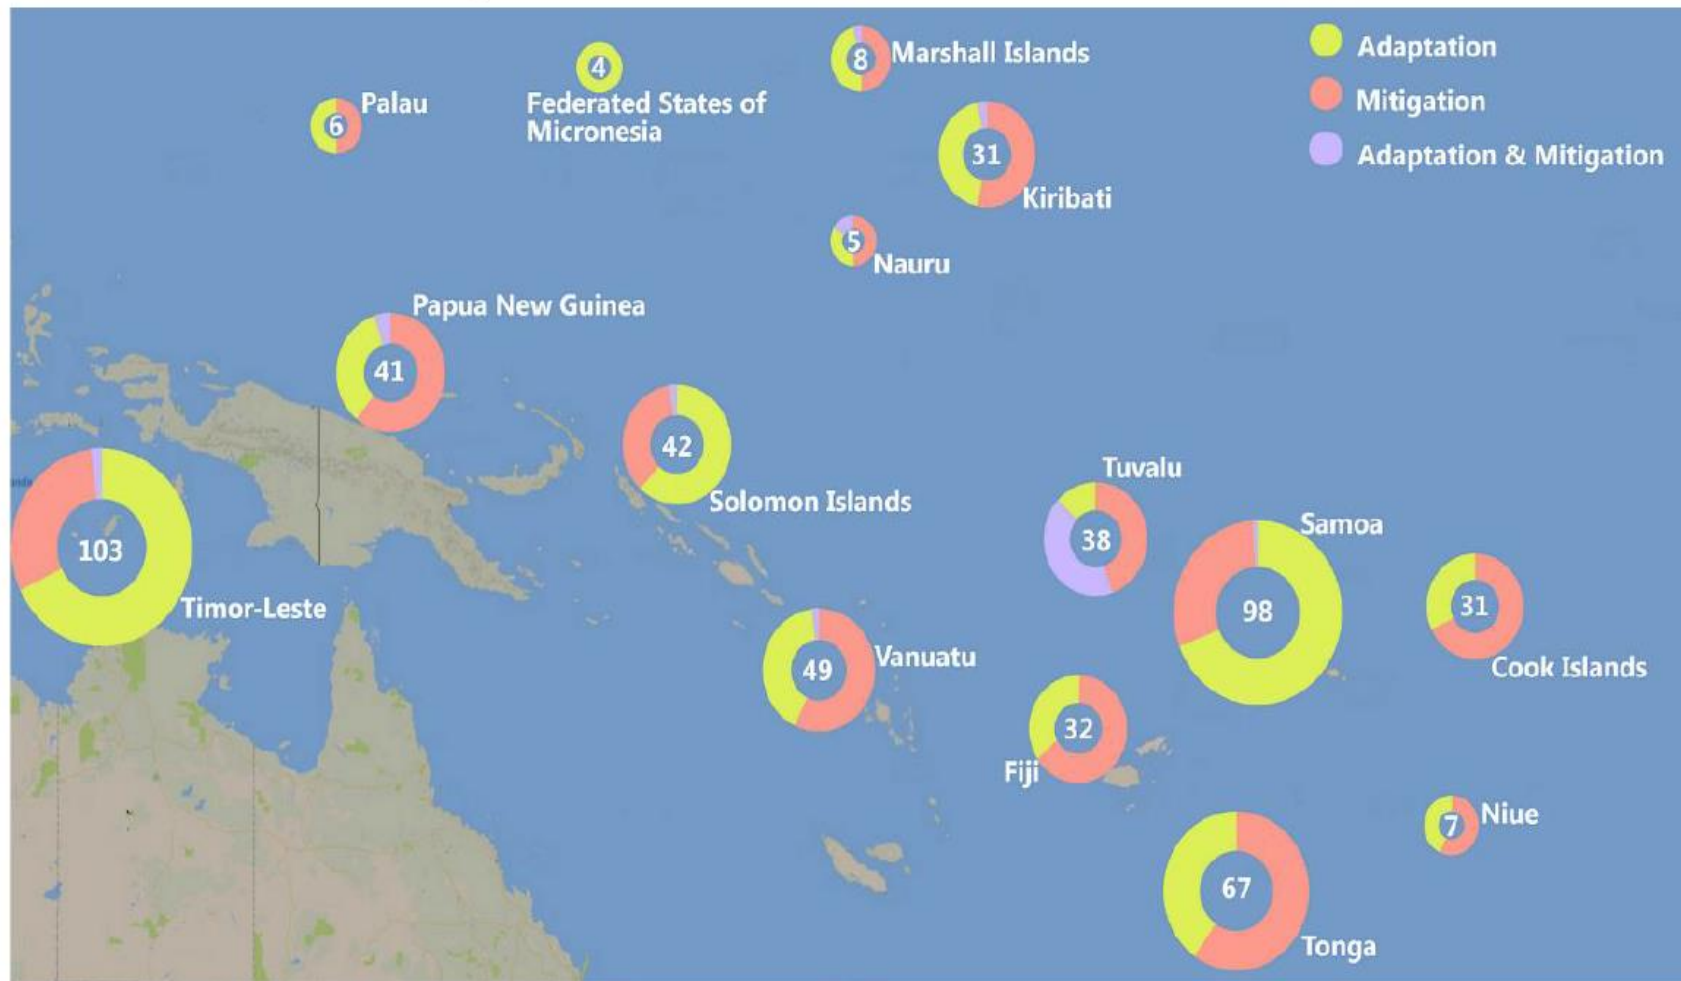 Adaptation
Mitigation
Adaptation & Mitigation
8
Marshall Islands
4
Federated States of
Micronesia
Palau
6
31
Kiribati
5
Nauru
Papua New Guinea
41
42
Solomon Islands
Tuvalu
38
Samoa
98
103
Timor-Leste
31
Cook Islands
49
Vanuatu
32
Fiji
7
Niue
67
Tonga